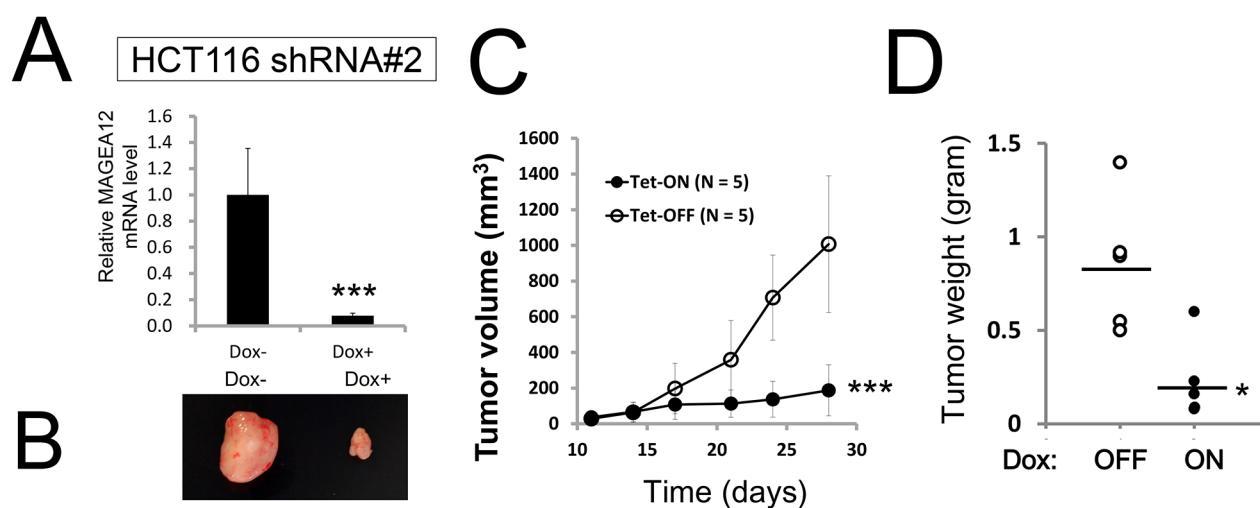 A
HCT116 shRNA#2
Relative MAGEA12
mRNA level
1.6
1.4
1.2
1.0
0.8
0.6
0.4
0.2
0.0
***
Dox-
Dox+
Dox-
Dox+
B
C
Tumor volume (mm³)
1600
1400
1200
1000
800
600
400
200
0
Tet-ON (N = 5)
Tet-OFF (N = 5)
***
10
15
20
25
30
Time (days)
D
Tumor weight (gram)
1.5
1
0.5
0
*
Dox:
OFF
ON